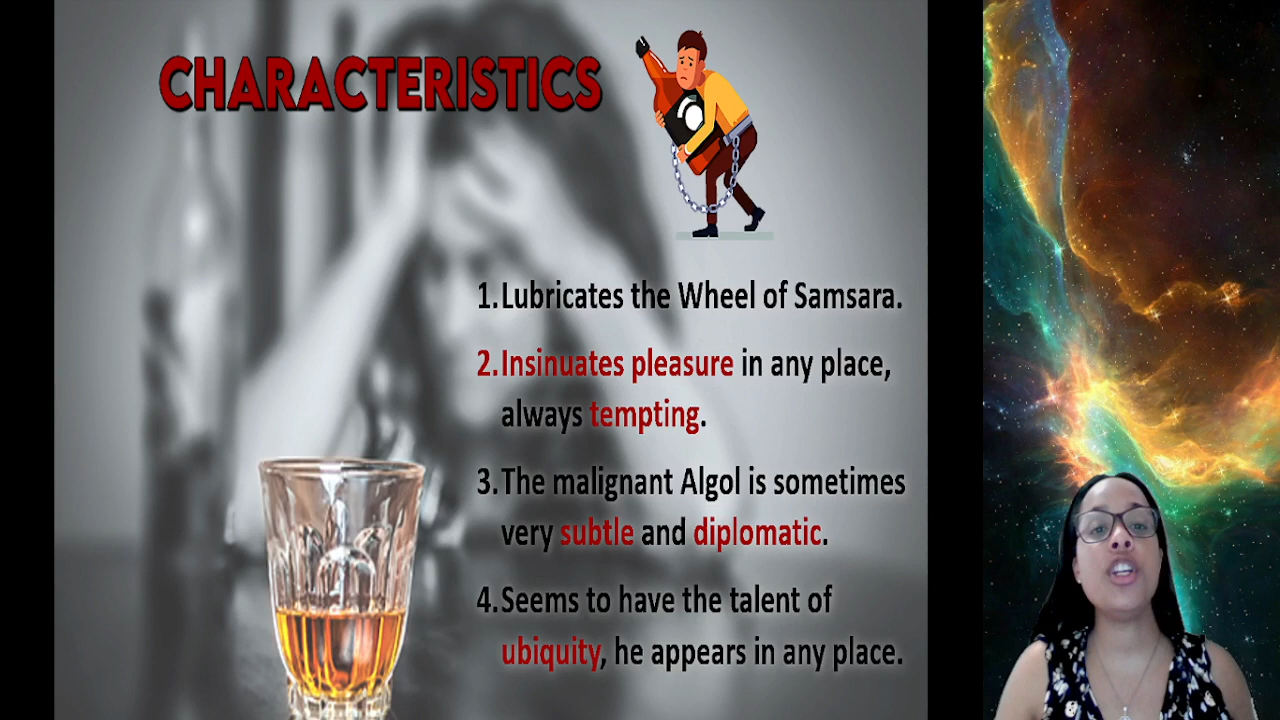 CHARACTERISTICS
1. Lubricates the Wheel of Samsara.
2. Insinuates pleasure in any place,
always tempting.
3. The malignant Algol is sometimes
very subtle and diplomatic.
4. Seems to have the talent of
ubiquity, he appears in any place.